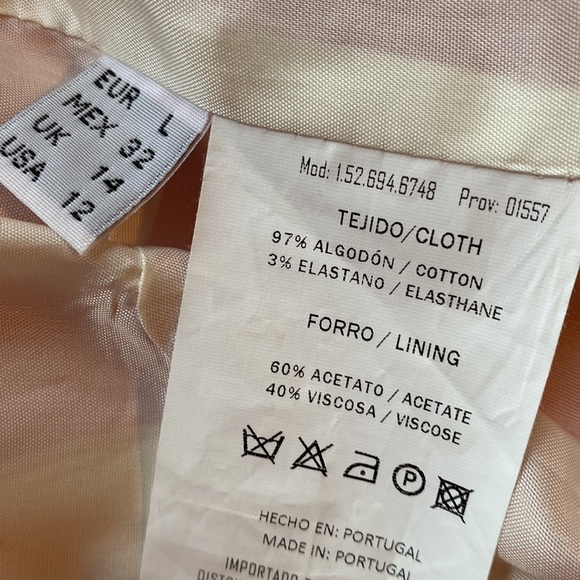 EUR L
MEX 32
UK 14
USA 12
Mod: 1.52.694.6748 Prov: 01557
TEJIDO/CLOTH
97% ALGODÓN / COTTON
3% ELASTANO / ELASTHANE
FORRO / LINING
60% ACETATO / ACETATE
40% VISCOSA / VISCOSE
P
HECHO EN: PORTUGAL
MADE IN: PORTUGAL
IMPORTADO